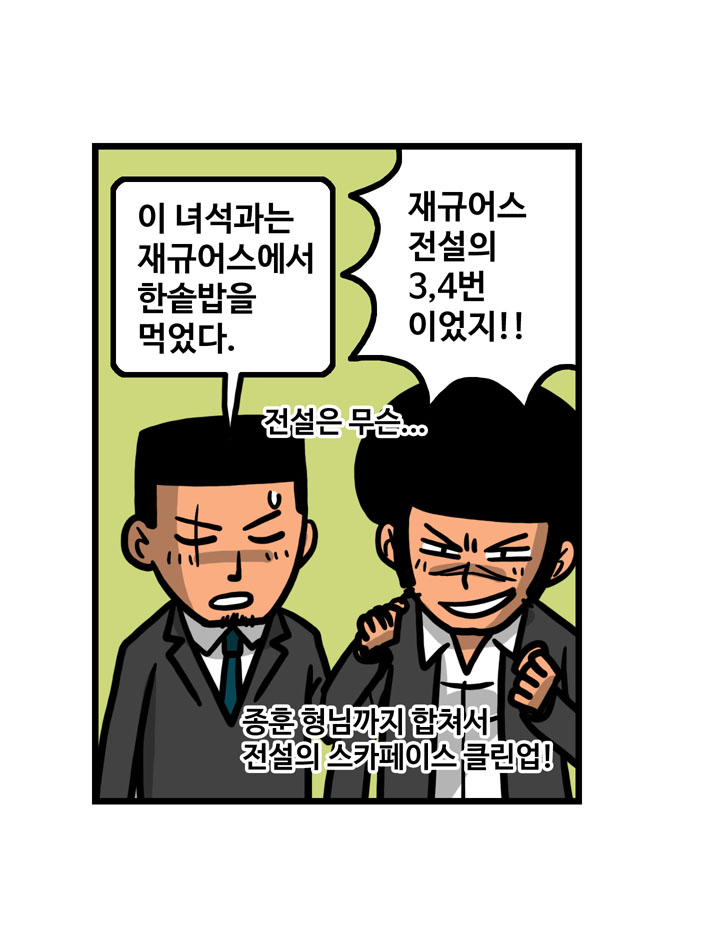 이 녀석과는
재규어스에서
한솥밥을
먹었다.
재규어스
전설의
3,4번
이었지!!
전설은 무슨...
종훈 형님까지 합쳐서
전설의 스카페이스 클린업!